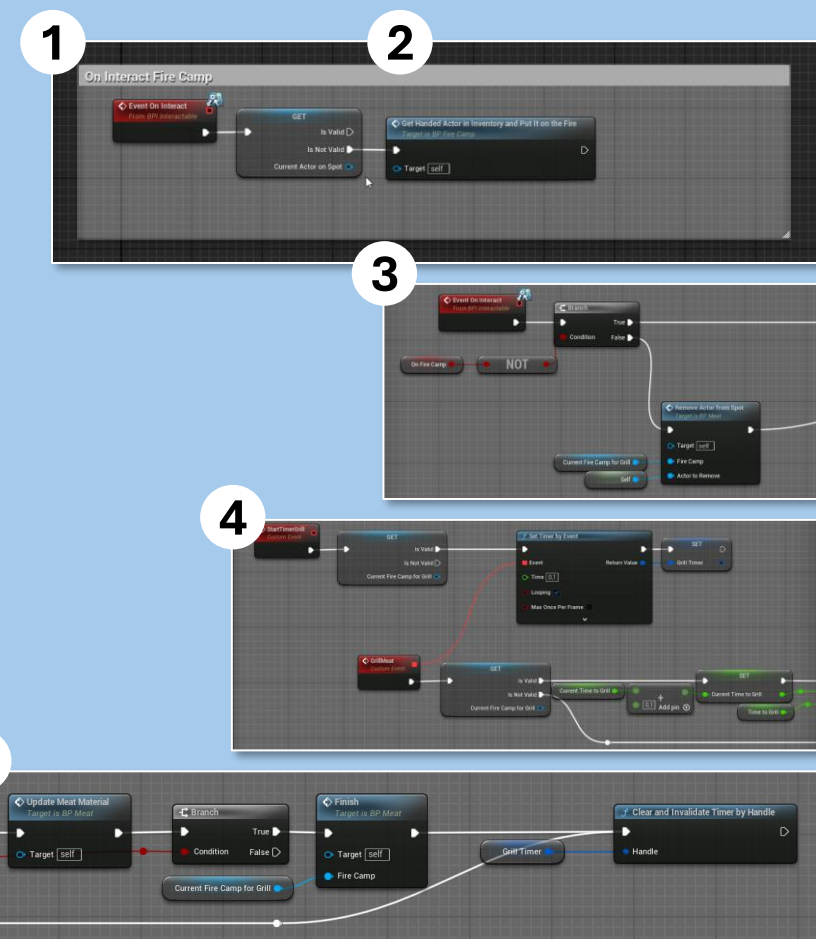 1
2
On Interact Fire Camp
Event On Interact
From BPI Interactable
GET
Is Valid
Is Not Valid
Current Actor on Spot
Get Handed Actor in Inventory and Put It on the Fire
Target is BP Fire Camp
Target self
3
Event On Interact
From BPI Interactable
Branch
True
Condition False
On Fire Camp
NOT
Remove Actor from Spot
Target is BP Meat
Target self
Fire Camp
Actor to Remove
Current Fire Camp for Grill
Self
4
StartTimerGrill
Custom Event
GET
Is Valid
Is Not Valid
Current Fire Camp for Grill
Set Timer by Event
Event Return Value
Time 0,1
Looping
Max Once Per Frame
SET
Grill Timer
GrillMeat
Custom Event
GET
Is Valid
Is Not Valid
Current Fire Camp for Grill
Current Time to Grill
+
0,1 Add pin
SET
Current Time to Grill
Time to Grill
Update Meat Material
Target is BP Meat
Target self
Branch
True
Condition False
Current Fire Camp for Grill
Finish
Target is BP Meat
Target self
Fire Camp
Grill Timer
f Clear and Invalidate Timer by Handle
Handle